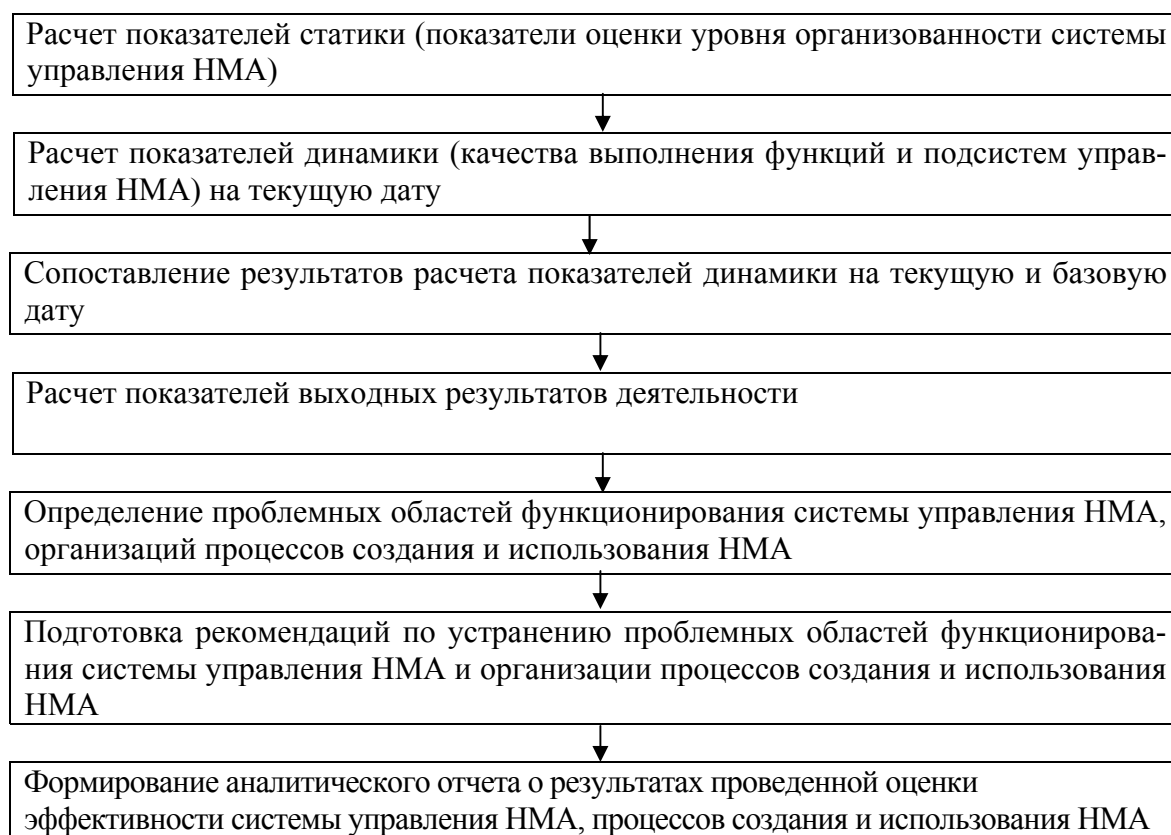 Расчет показателей статики (показатели оценки уровня организованности системы
управления НМА)
Расчет показателей динамики (качества выполнения функций и подсистем управ-
ления НМА) на текущую дату
Сопоставление результатов расчета показателей динамики на текущую и базовую
дату
Расчет показателей выходных результатов деятельности
Определение проблемных областей функционирования системы управления НМА,
организаций процессов создания и использования НМА
Подготовка рекомендаций по устранению проблемных областей функционирова-
ния системы управления НМА и организации процессов создания и использования
НМА
Формирование аналитического отчета о результатах проведенной оценки
эффективности системы управления НМА, процессов создания и использования НМА